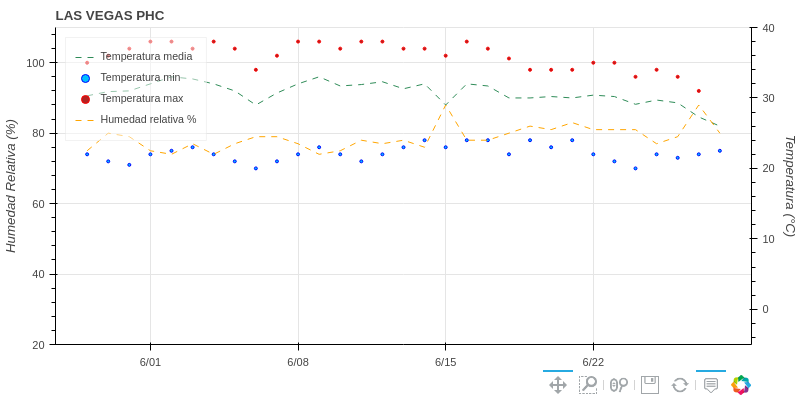 LAS VEGAS PHC
Temperatura media
Temperatura min
Temperatura max
Humedad relativa %
Humedad Relativa (%)
100
80
60
40
20
40
30
20
10
0
Temperatura (°C)
6/01
6/08
6/15
6/22